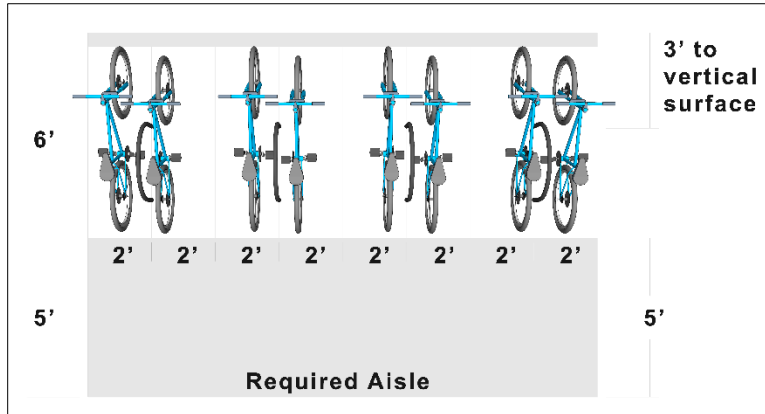 3’ to
vertical
surface
6’
2’ 2’ 2’ 2’ 2’ 2’ 2’ 2’
5’
5’
Required Aisle